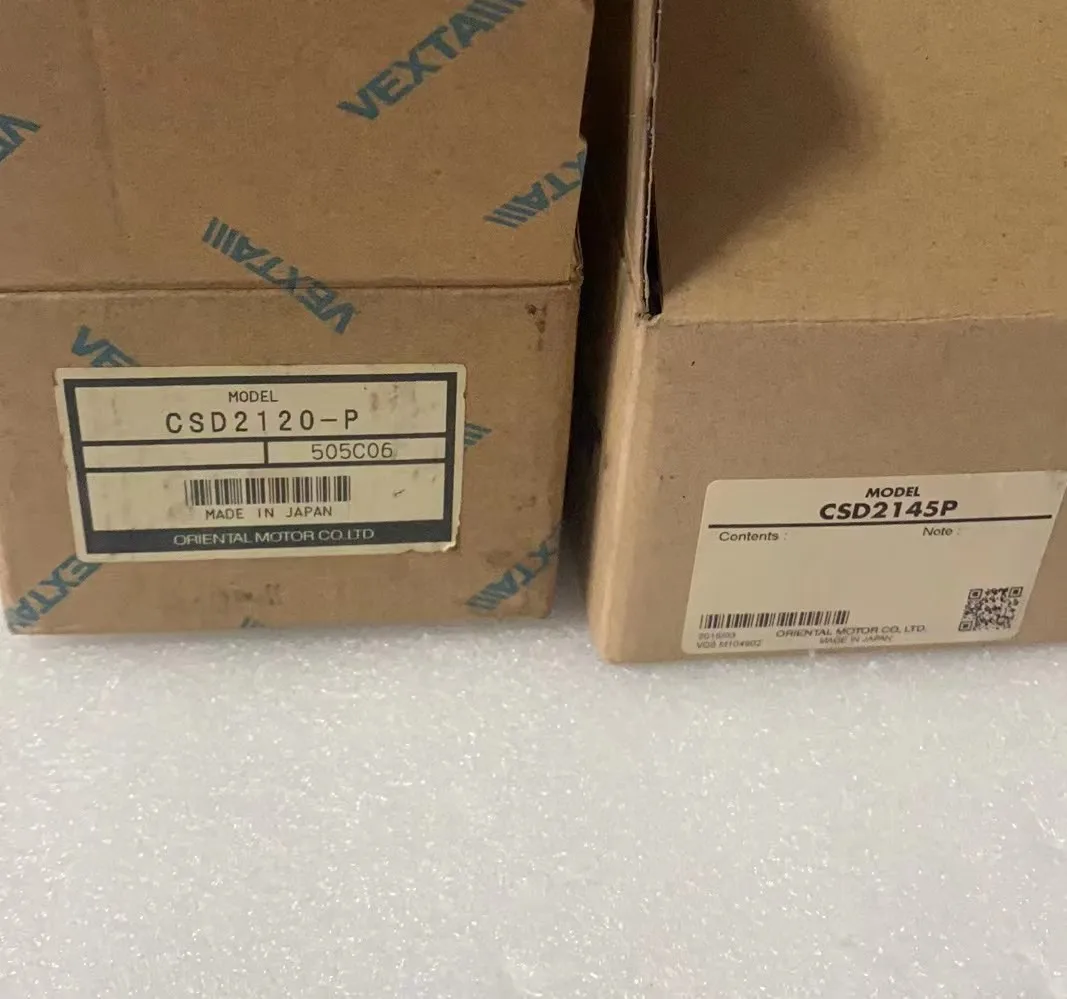 VEXTA
VEXTA
VEXTA
VEXTA
MODEL
CSD2120-P
505C06
MADE IN JAPAN
ORIENTAL MOTOR CO.LTD
VEXTA
VEXTA
MODEL
CSD2145P
Contents :
Note :
ORIENTAL MOTOR CO., LTD.
MADE IN JAPAN